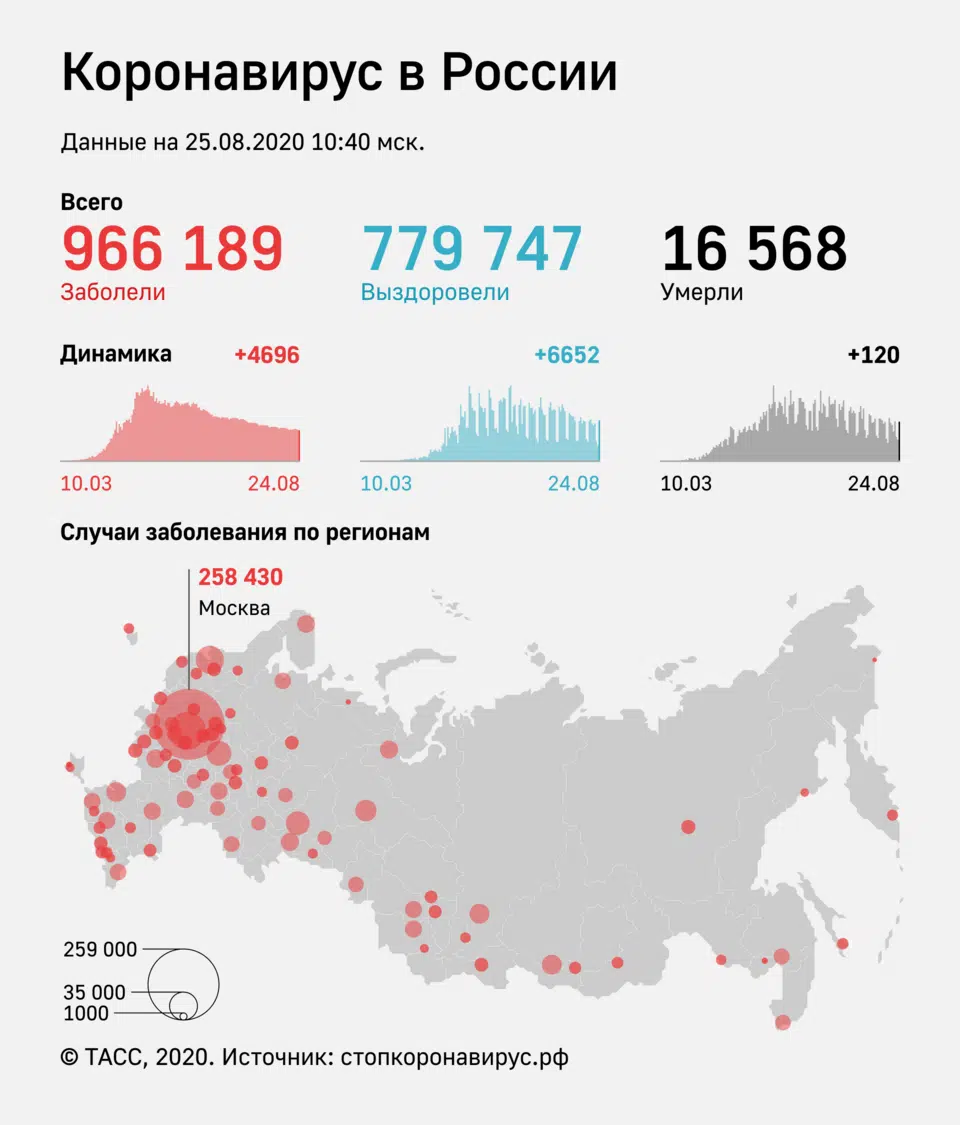 Коронавирус в России
Данные на 25.08.2020 10:40 мск.
Всего
966 189 779 747 16 568
Заболели Выздоровели Умерли
Динамика +4696 +6652 +120
10.03 24.08 10.03 24.08 10.03 24.08
Случаи заболевания по регионам
258 430
Москва
259 000
35 000
1000
© ТАСС, 2020. Источник: стопкоронавирус.рф